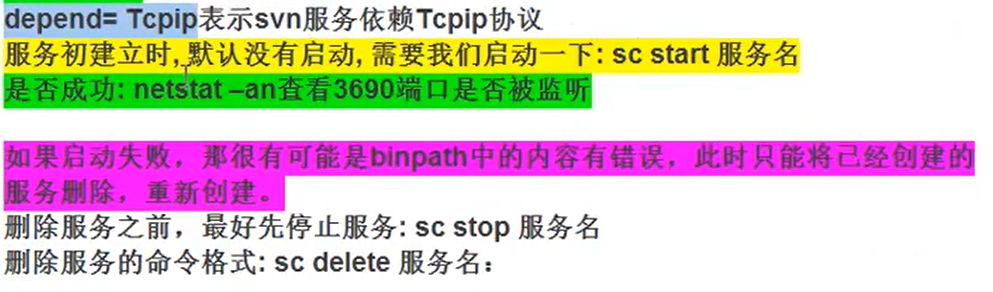 depend= Tcpip表示svn服务依赖Tcpip协议
服务初建立时,默认没有启动, 需要我们启动一下: sc start 服务名
是否成功: netstat –an查看3690端口是否被监听
如果启动失败，那很有可能是binpath中的内容有错误，此时只能将已经创建的
服务删除，重新创建。
删除服务之前，最好先停止服务: sc stop 服务名
删除服务的命令格式: sc delete 服务名：